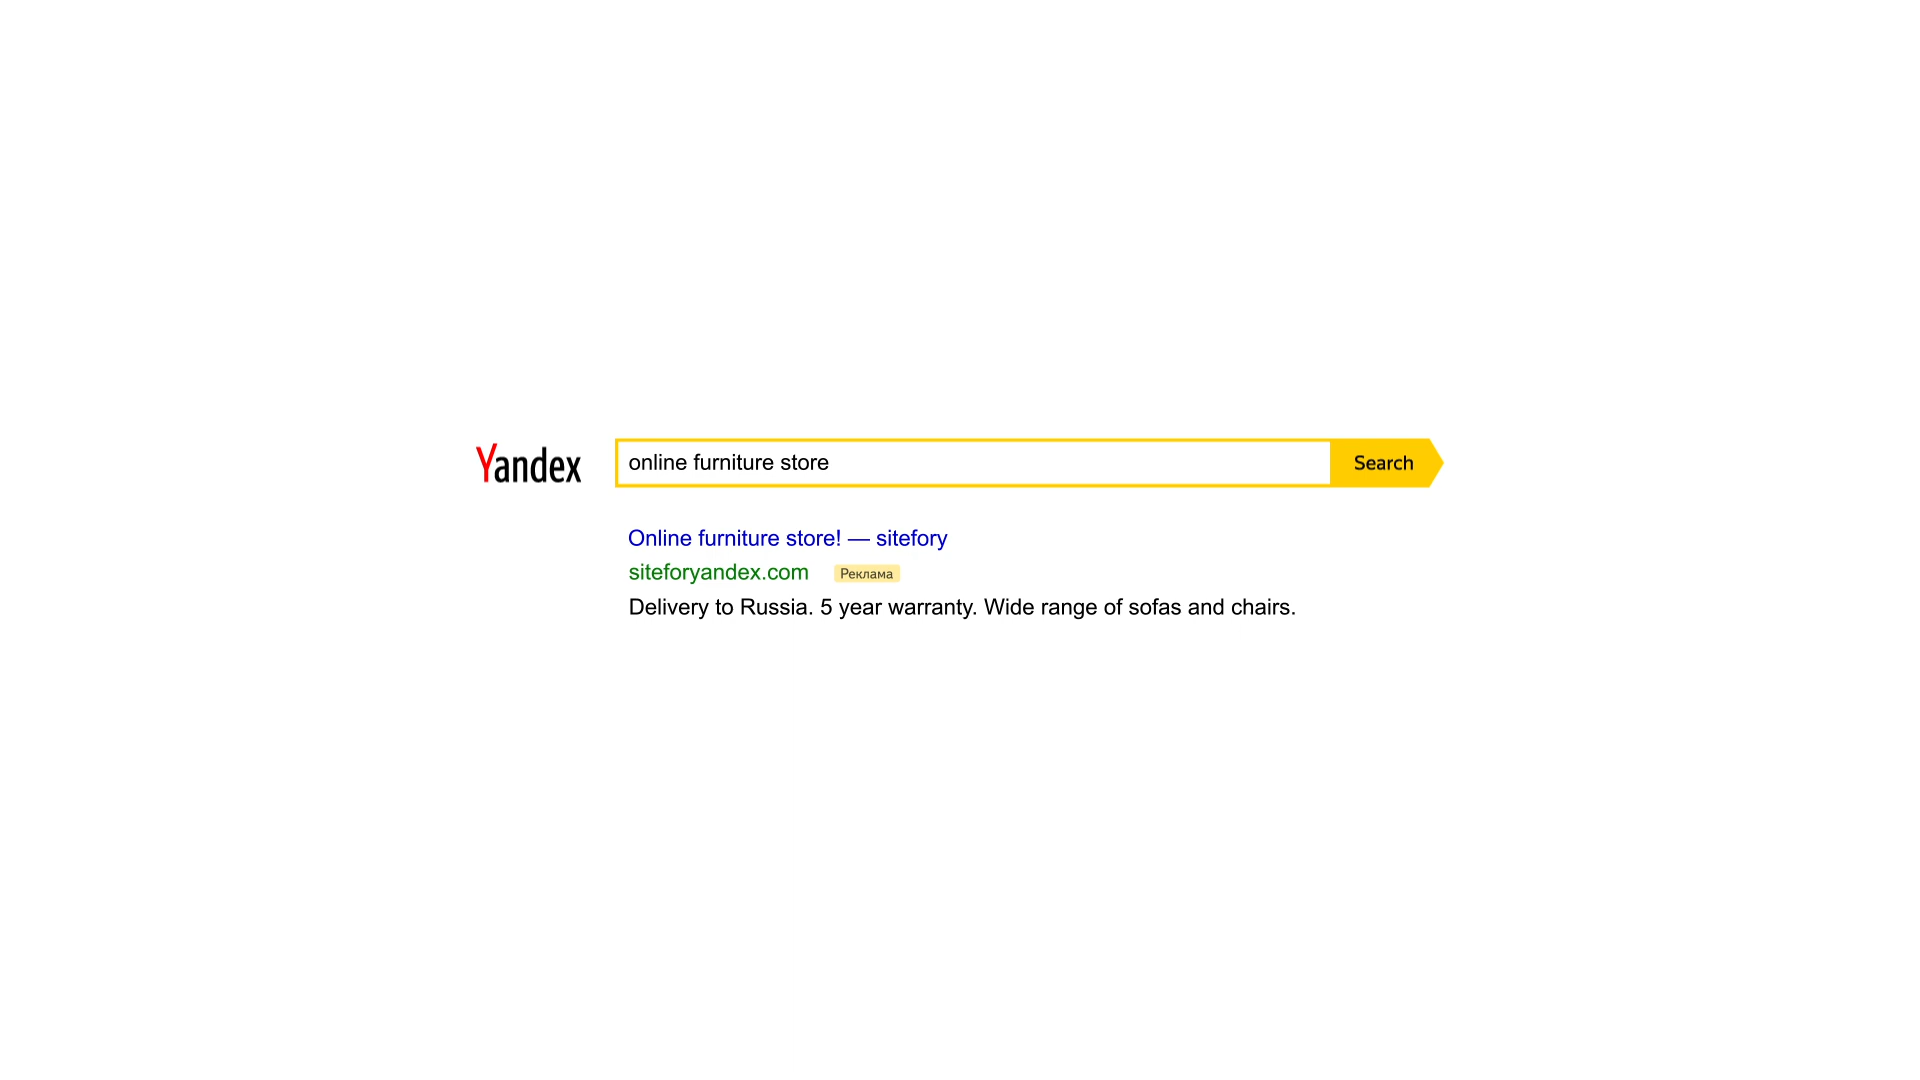 Yandex
online furniture store
Search
Online furniture store! — sitefory
siteforyandex.com
Реклама
Delivery to Russia. 5 year warranty. Wide range of sofas and chairs.